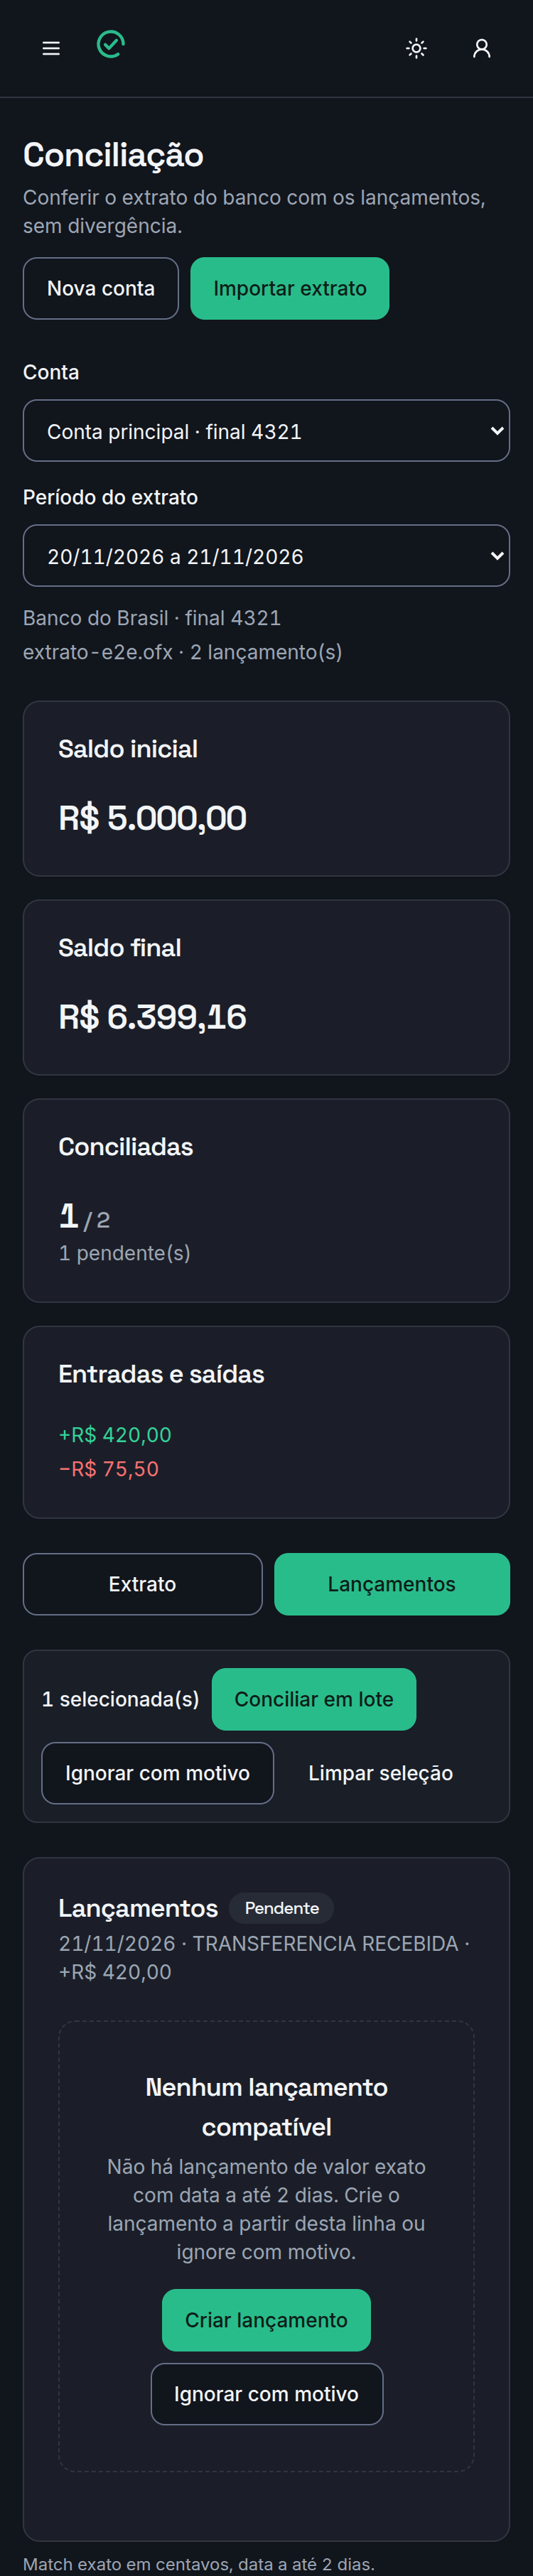 Conciliação
Conferir o extrato do banco com os lançamentos,
sem divergência.
Nova conta
Importar extrato
Conta
Conta principal · final 4321
Período do extrato
20/11/2026 a 21/11/2026
Banco do Brasil · final 4321
extrato-e2e.ofx · 2 lançamento(s)
Saldo inicial
R$ 5.000,00
Saldo final
R$ 6.399,16
Conciliadas
1 / 2
1 pendente(s)
Entradas e saídas
+R$ 420,00
−R$ 75,50
Extrato
Lançamentos
1 selecionada(s)
Conciliar em lote
Ignorar com motivo
Limpar seleção
Lançamentos
Pendente
21/11/2026 · TRANSFERENCIA RECEBIDA ·
+R$ 420,00
Nenhum lançamento
compatível
Não há lançamento de valor exato
com data a até 2 dias. Crie o
lançamento a partir desta linha ou
ignore com motivo.
Criar lançamento
Ignorar com motivo
Match exato em centavos, data a até 2 dias.